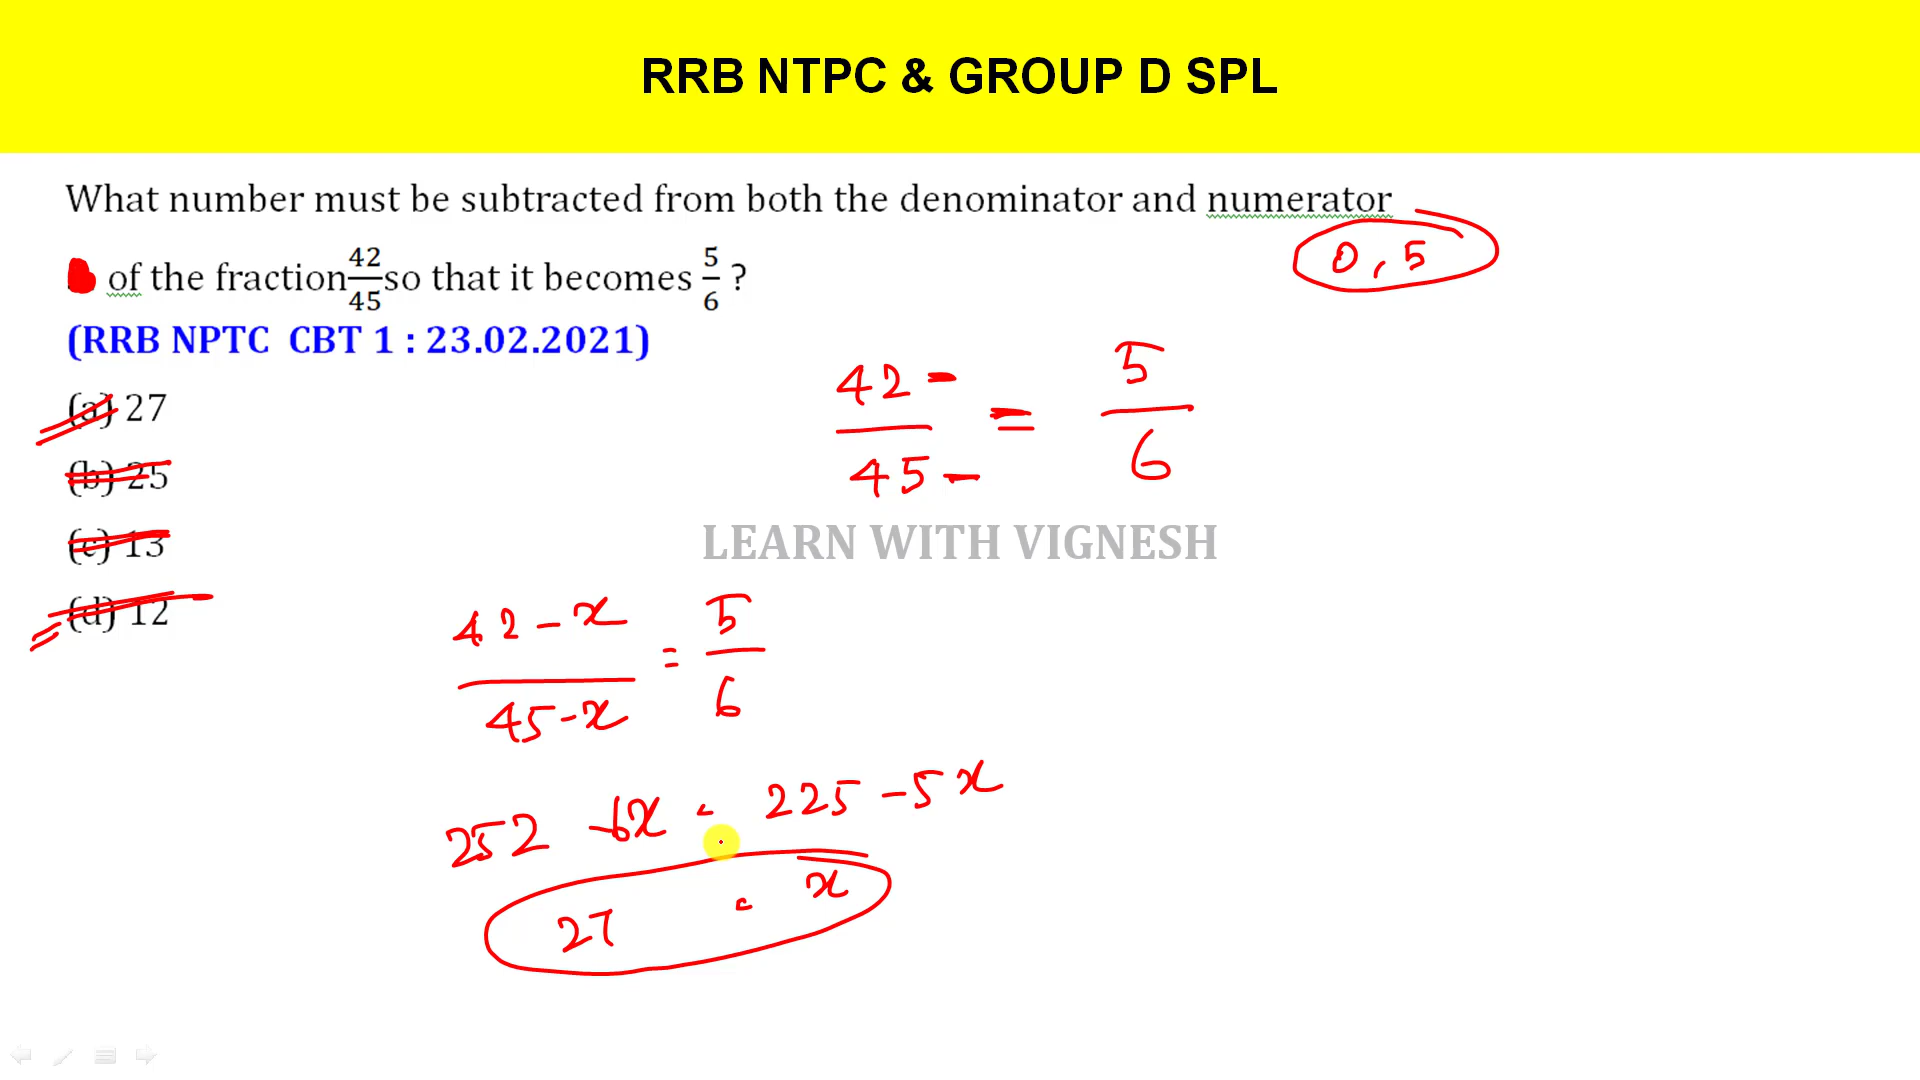 RRB NTPC & GROUP D SPL
What number must be subtracted from both the denominator and numerator
of the fraction 42/45 so that it becomes 5/6 ?
0, 5
(RRB NPTC CBT 1 : 23.02.2021)
42- / 45- = 5/6
(a) 27
(b) 25
(c) 13
(d) 12
LEARN WITH VIGNESH
42-x / 45-x = 5/6
252 -6x = 225 -5x
27 = x